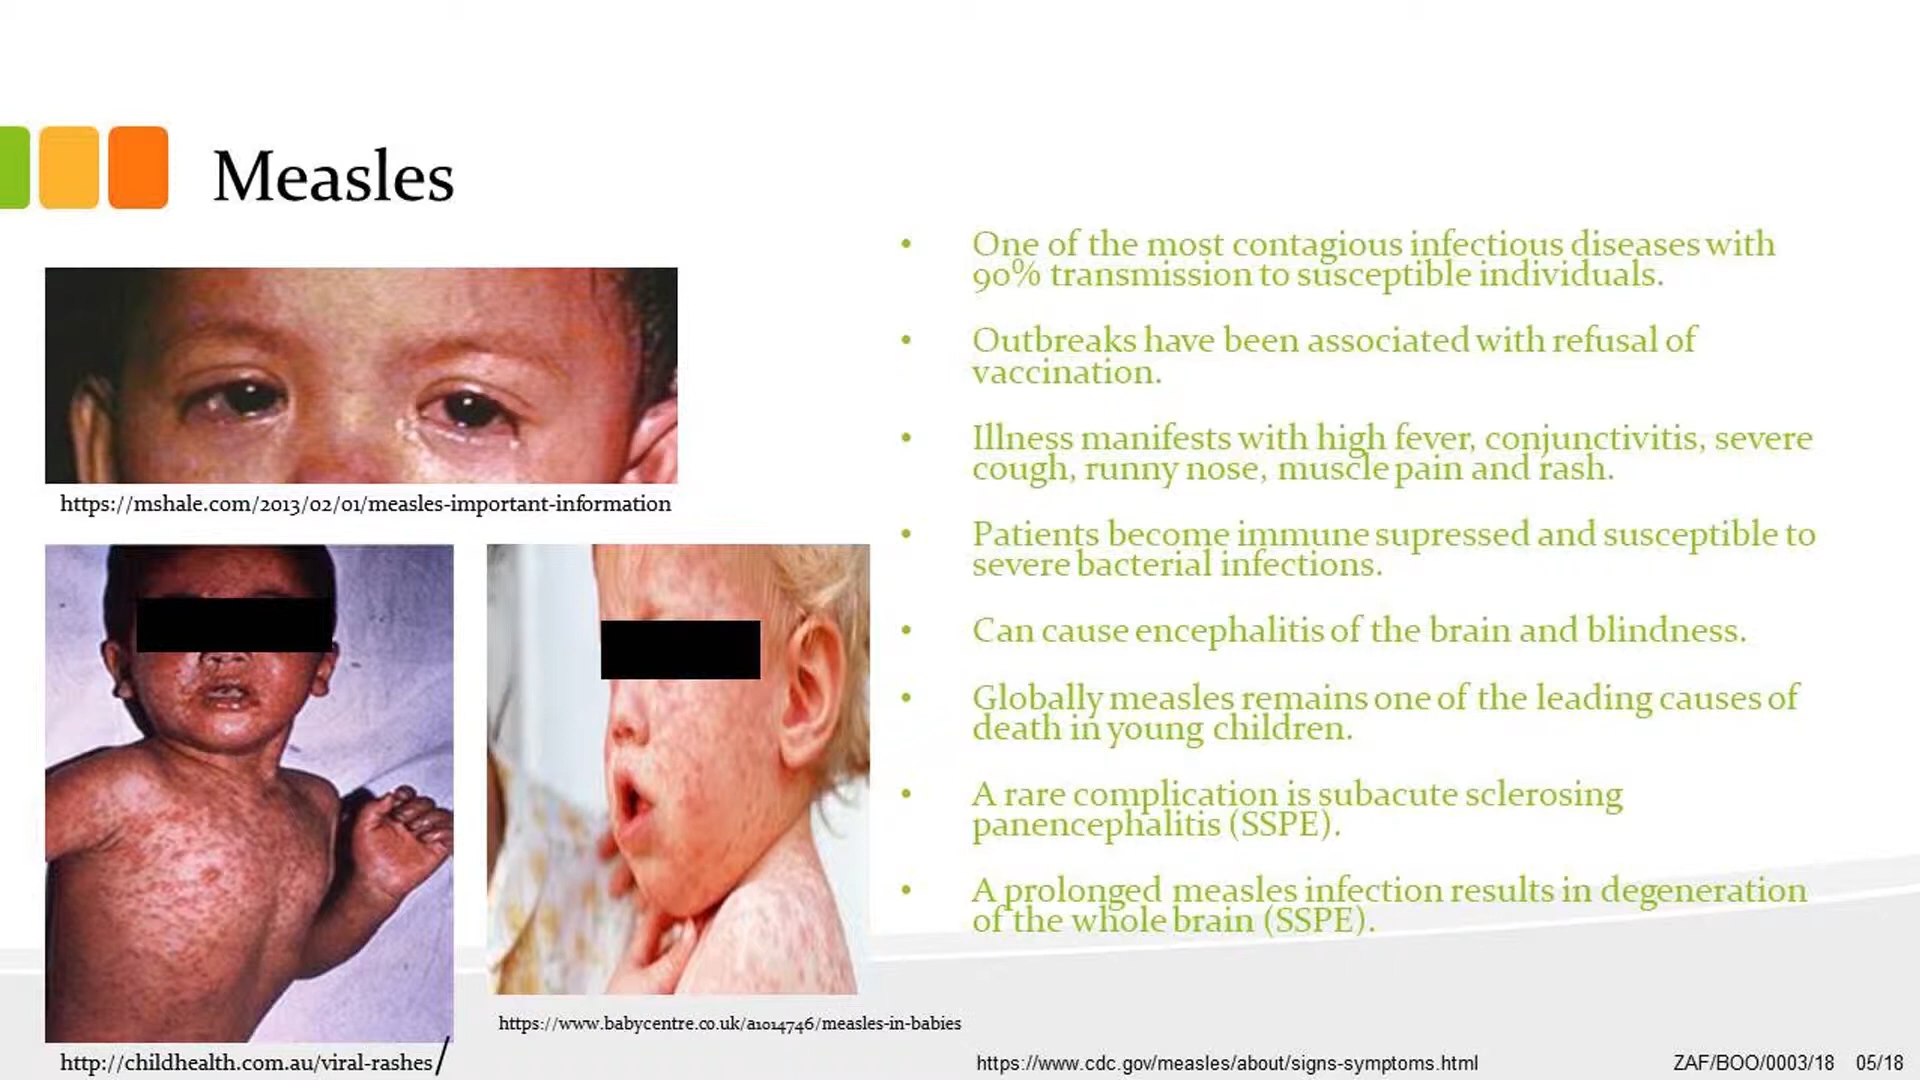 Measles
https://mshale.com/2013/02/01/measles-important-information
http://childhealth.com.au/viral-rashes/
https://www.babycentre.co.uk/a1014746/measles-in-babies
• One of the most contagious infectious diseases with
90% transmission to susceptible individuals.
• Outbreaks have been associated with refusal of
vaccination.
• Illness manifests with high fever, conjunctivitis, severe
cough, runny nose, muscle pain and rash.
• Patients become immune supressed and susceptible to
severe bacterial infections.
• Can cause encephalitis of the brain and blindness.
• Globally measles remains one of the leading causes of
death in young children.
• A rare complication is subacute sclerosing
panencephalitis (SSPE).
• A prolonged measles infection results in degeneration
of the whole brain (SSPE).
https://www.cdc.gov/measles/about/signs-symptoms.html
ZAF/BOO/0003/18 05/18